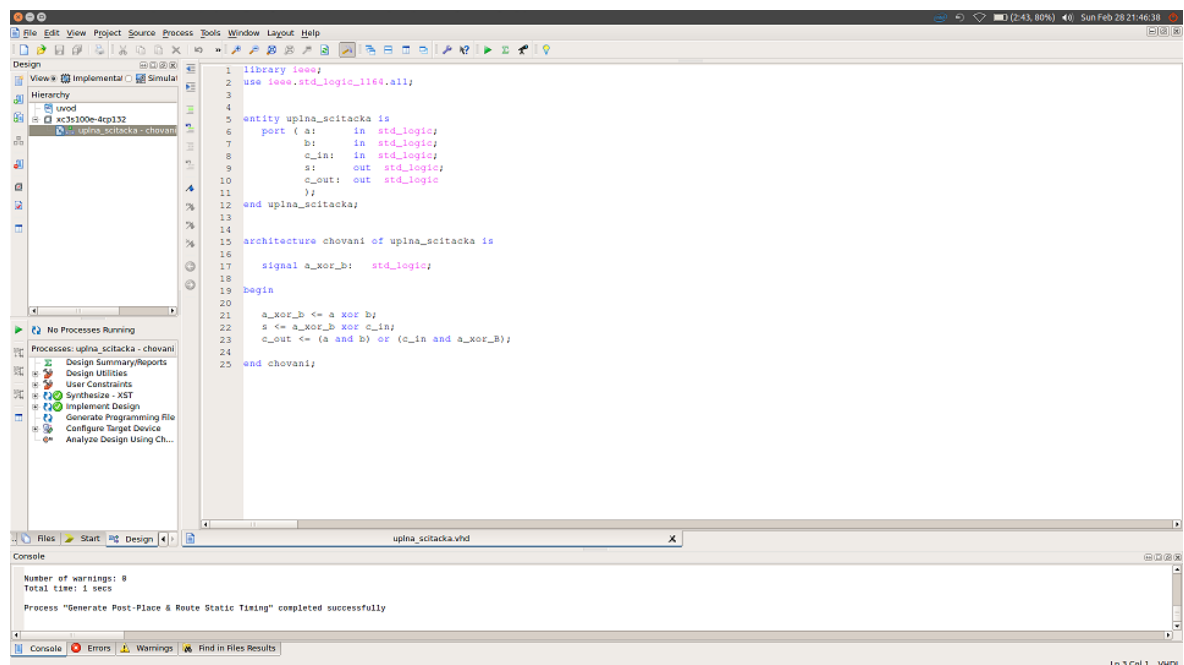 (2:43, 80%) Sun Feb 28 21:46:38
File Edit View Project Source Process Tools Window Layout Help
Design
View: Implementat Simulat
Hierarchy
uvod
xc3s100e-4cp132
uplna_scitacka - chovani
No Processes Running
Processes: uplna_scitacka - chovani
Design Summary/Reports
Design Utilities
User Constraints
Synthesize - XST
Implement Design
Generate Programming File
Configure Target Device
Analyze Design Using Ch...
Files Start Design
1 library ieee;
2 use ieee.std_logic_1164.all;
3
4
5 entity uplna_scitacka is
6 port ( a: in std_logic;
7 b: in std_logic;
8 c_in: in std_logic;
9 s: out std_logic;
10 c_out: out std_logic
11 );
12 end uplna_scitacka;
13
14
15 architecture chovani of uplna_scitacka is
16
17 signal a_xor_b: std_logic;
18
19 begin
20
21 a_xor_b <= a xor b;
22 s <= a_xor_b xor c_in;
23 c_out <= (a and b) or (c_in and a_xor_B);
24
25 end chovani;
uplna_scitacka.vhd X
Console
Number of warnings: 0
Total time: 1 secs
Process "Generate Post-Place & Route Static Timing" completed successfully
Console Errors Warnings Find in Files Results
Ln 3 Col 1 VHDL